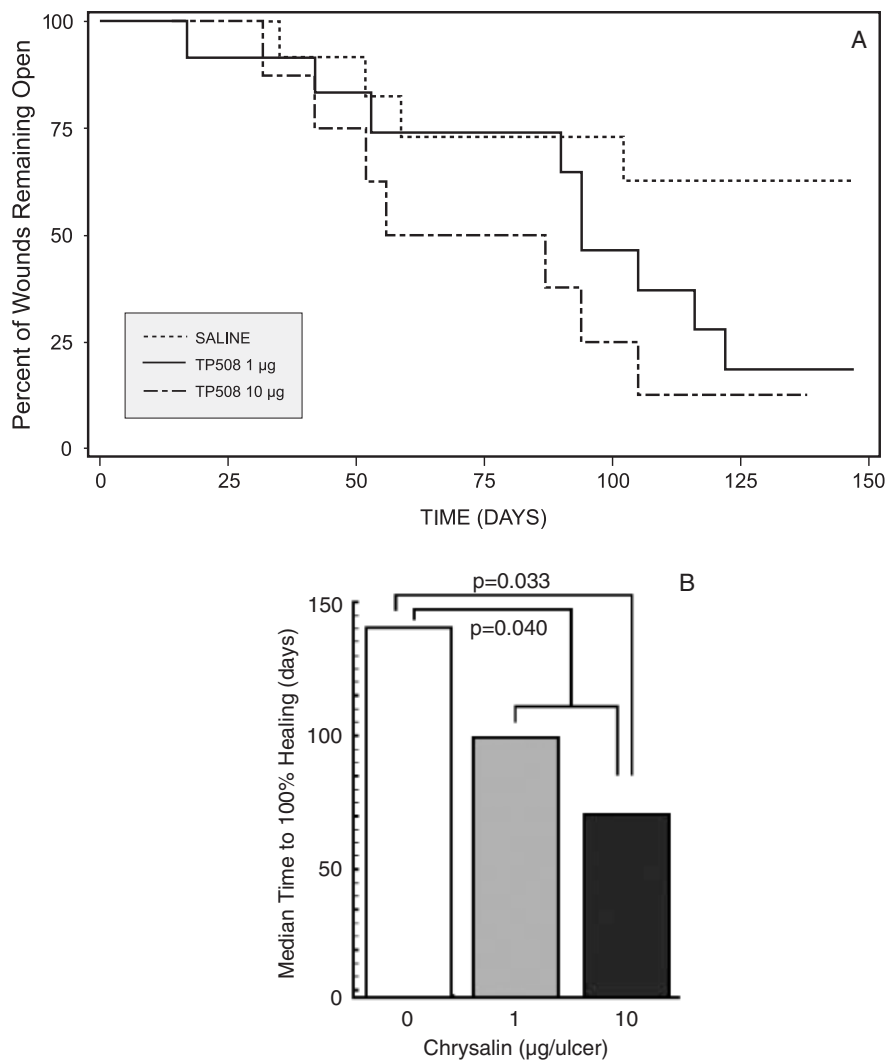 A
Percent of Wounds Remaining Open
100
75
50
25
0
SALINE
TP508 1 µg
TP508 10 µg
0 25 50 75 100 125 150
TIME (DAYS)
B
p=0.033
p=0.040
Median Time to 100% Healing (days)
150
100
50
0
0 1 10
Chrysalin (µg/ulcer)